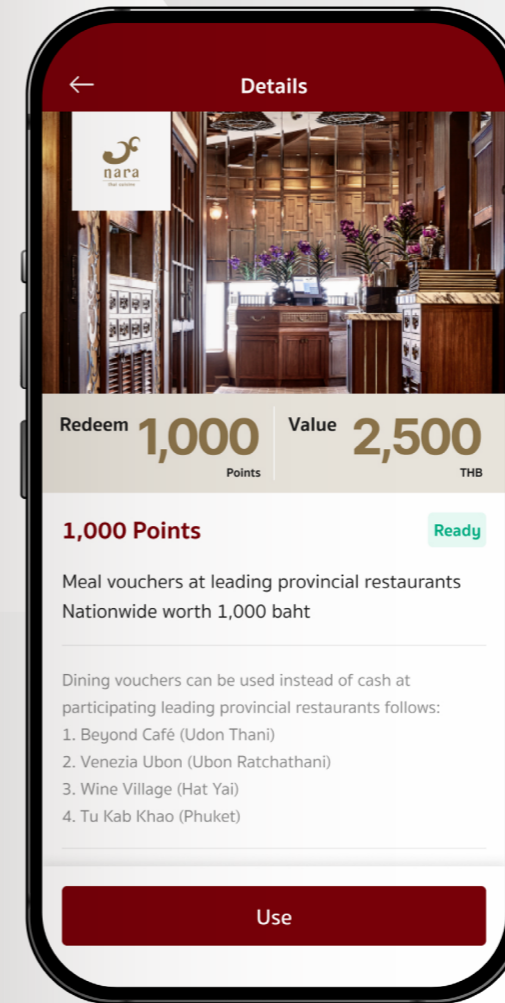 Details
nara
thai cuisine
Redeem 1,000 Points
Value 2,500 THB
1,000 Points
Ready
Meal vouchers at leading provincial restaurants
Nationwide worth 1,000 baht
Dining vouchers can be used instead of cash at
participating leading provincial restaurants follows:
1. Beyond Café (Udon Thani)
2. Venezia Ubon (Ubon Ratchathani)
3. Wine Village (Hat Yai)
4. Tu Kab Khao (Phuket)
Use